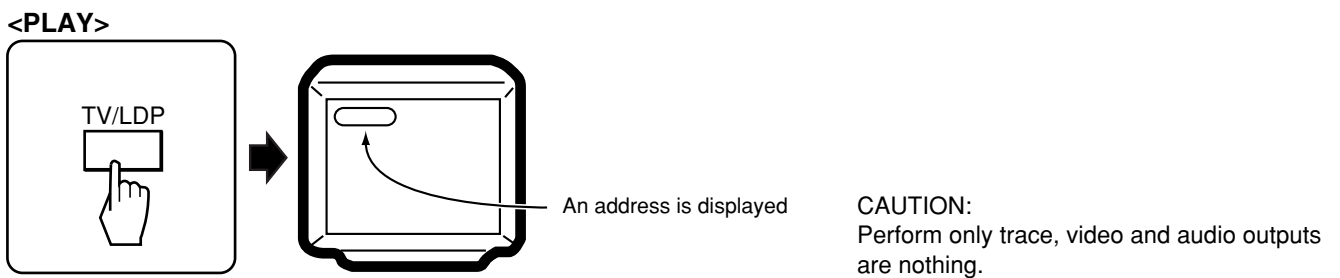 <PLAY>
TV/LDP
An address is displayed
CAUTION:
Perform only trace, video and audio outputs
are nothing.